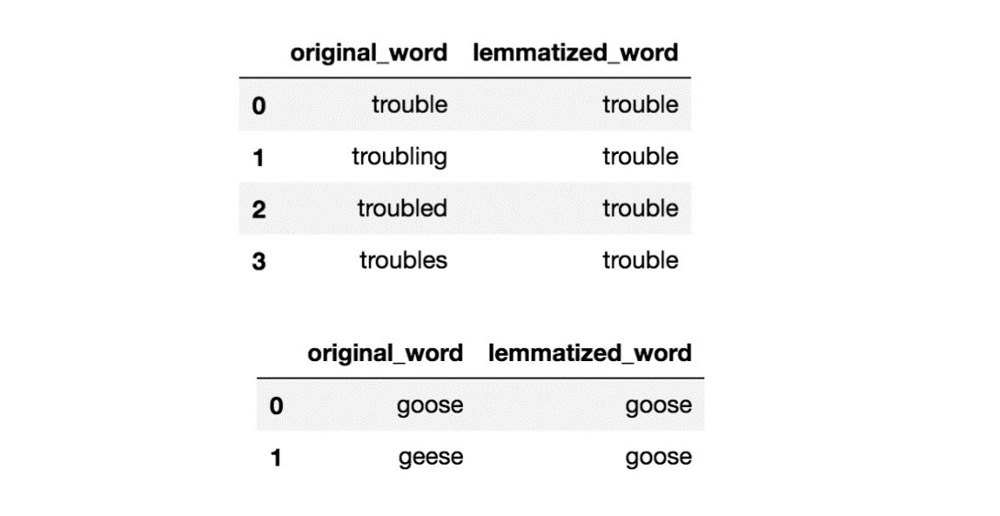 original_word lemmatized_word
0 trouble trouble
1 troubling trouble
2 troubled trouble
3 troubles trouble
original_word lemmatized_word
0 goose goose
1 geese goose